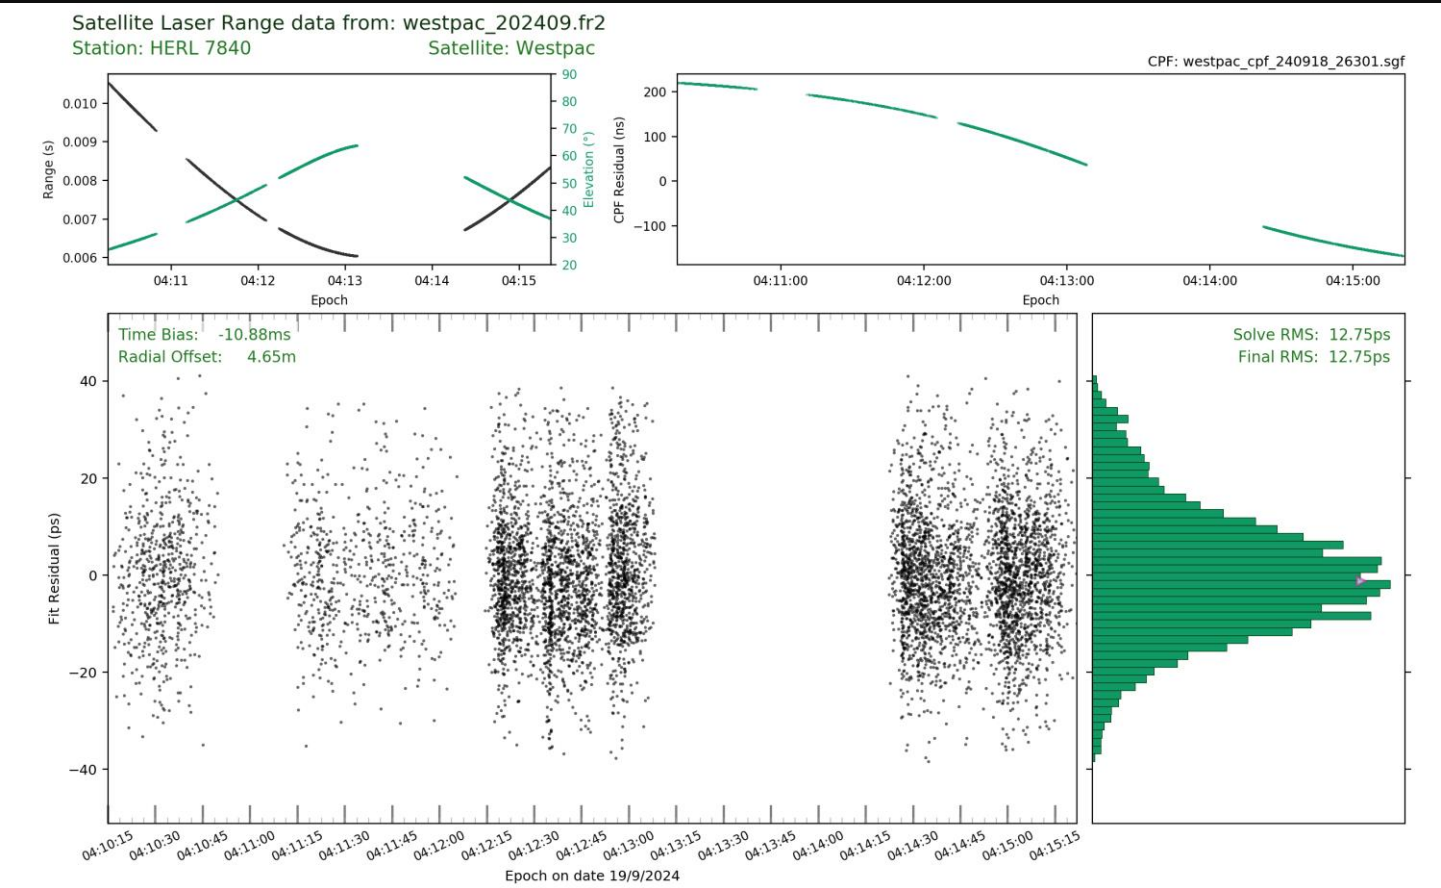 Satellite Laser Range data from: westpac_202409.fr2
Station: HERL 7840
Satellite: Westpac
CPF: westpac_cpf_240918_26301.sgf
Range (s)
0.010
0.009
0.008
0.007
0.006
90
80
70
60
50
40
30
20
Elevation (°)
04:11 04:12 04:13 04:14 04:15
Epoch
CPF Residual (ns)
200
100
0
−100
04:11:00 04:12:00 04:13:00 04:14:00 04:15:00
Epoch
Time Bias: -10.88ms
Radial Offset: 4.65m
Fit Residual (ps)
40
20
0
−20
−40
04:10:15 04:10:30 04:10:45 04:11:00 04:11:15 04:11:30 04:11:45 04:12:00 04:12:15 04:12:30 04:12:45 04:13:00 04:13:15 04:13:30 04:13:45 04:14:00 04:14:15 04:14:30 04:14:45 04:15:00 04:15:15
Epoch on date 19/9/2024
Solve RMS: 12.75ps
Final RMS: 12.75ps